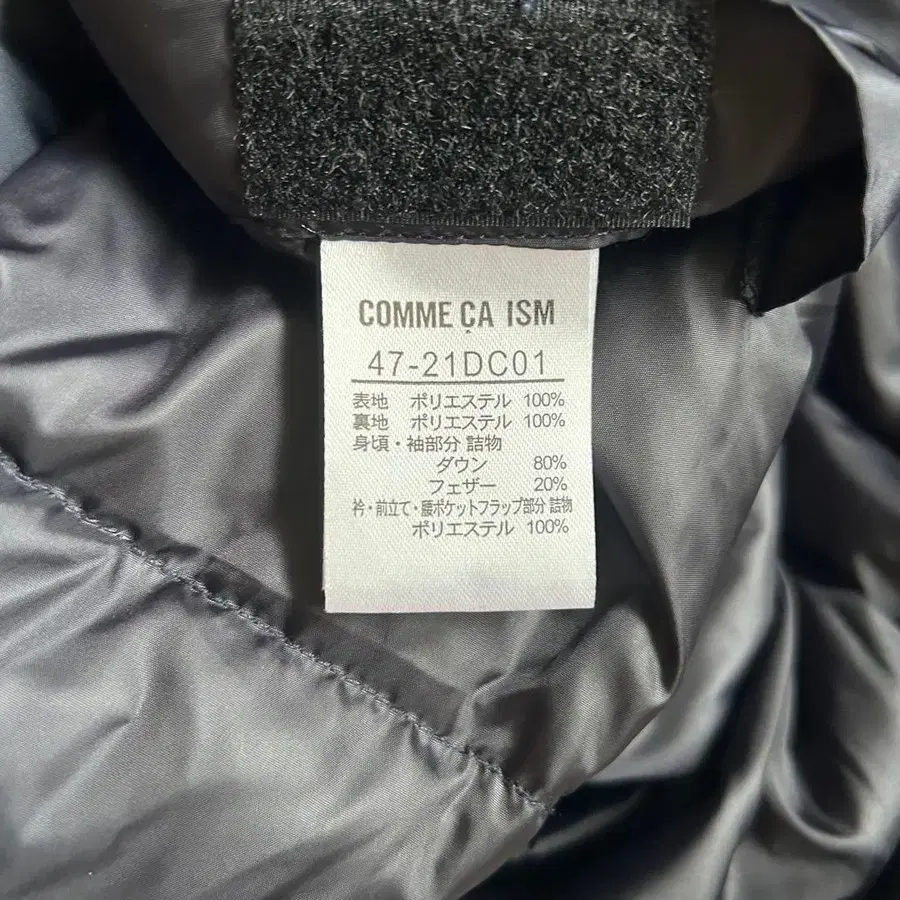 COMME ÇA ISM
47-21DC01
表地 ポリエステル 100%
裏地 ポリエステル 100%
身頃・袖部分 詰物
ダウン 80%
フェザー 20%
衿・前立て・腰ポケットフラップ部分 詰物
ポリエステル 100%